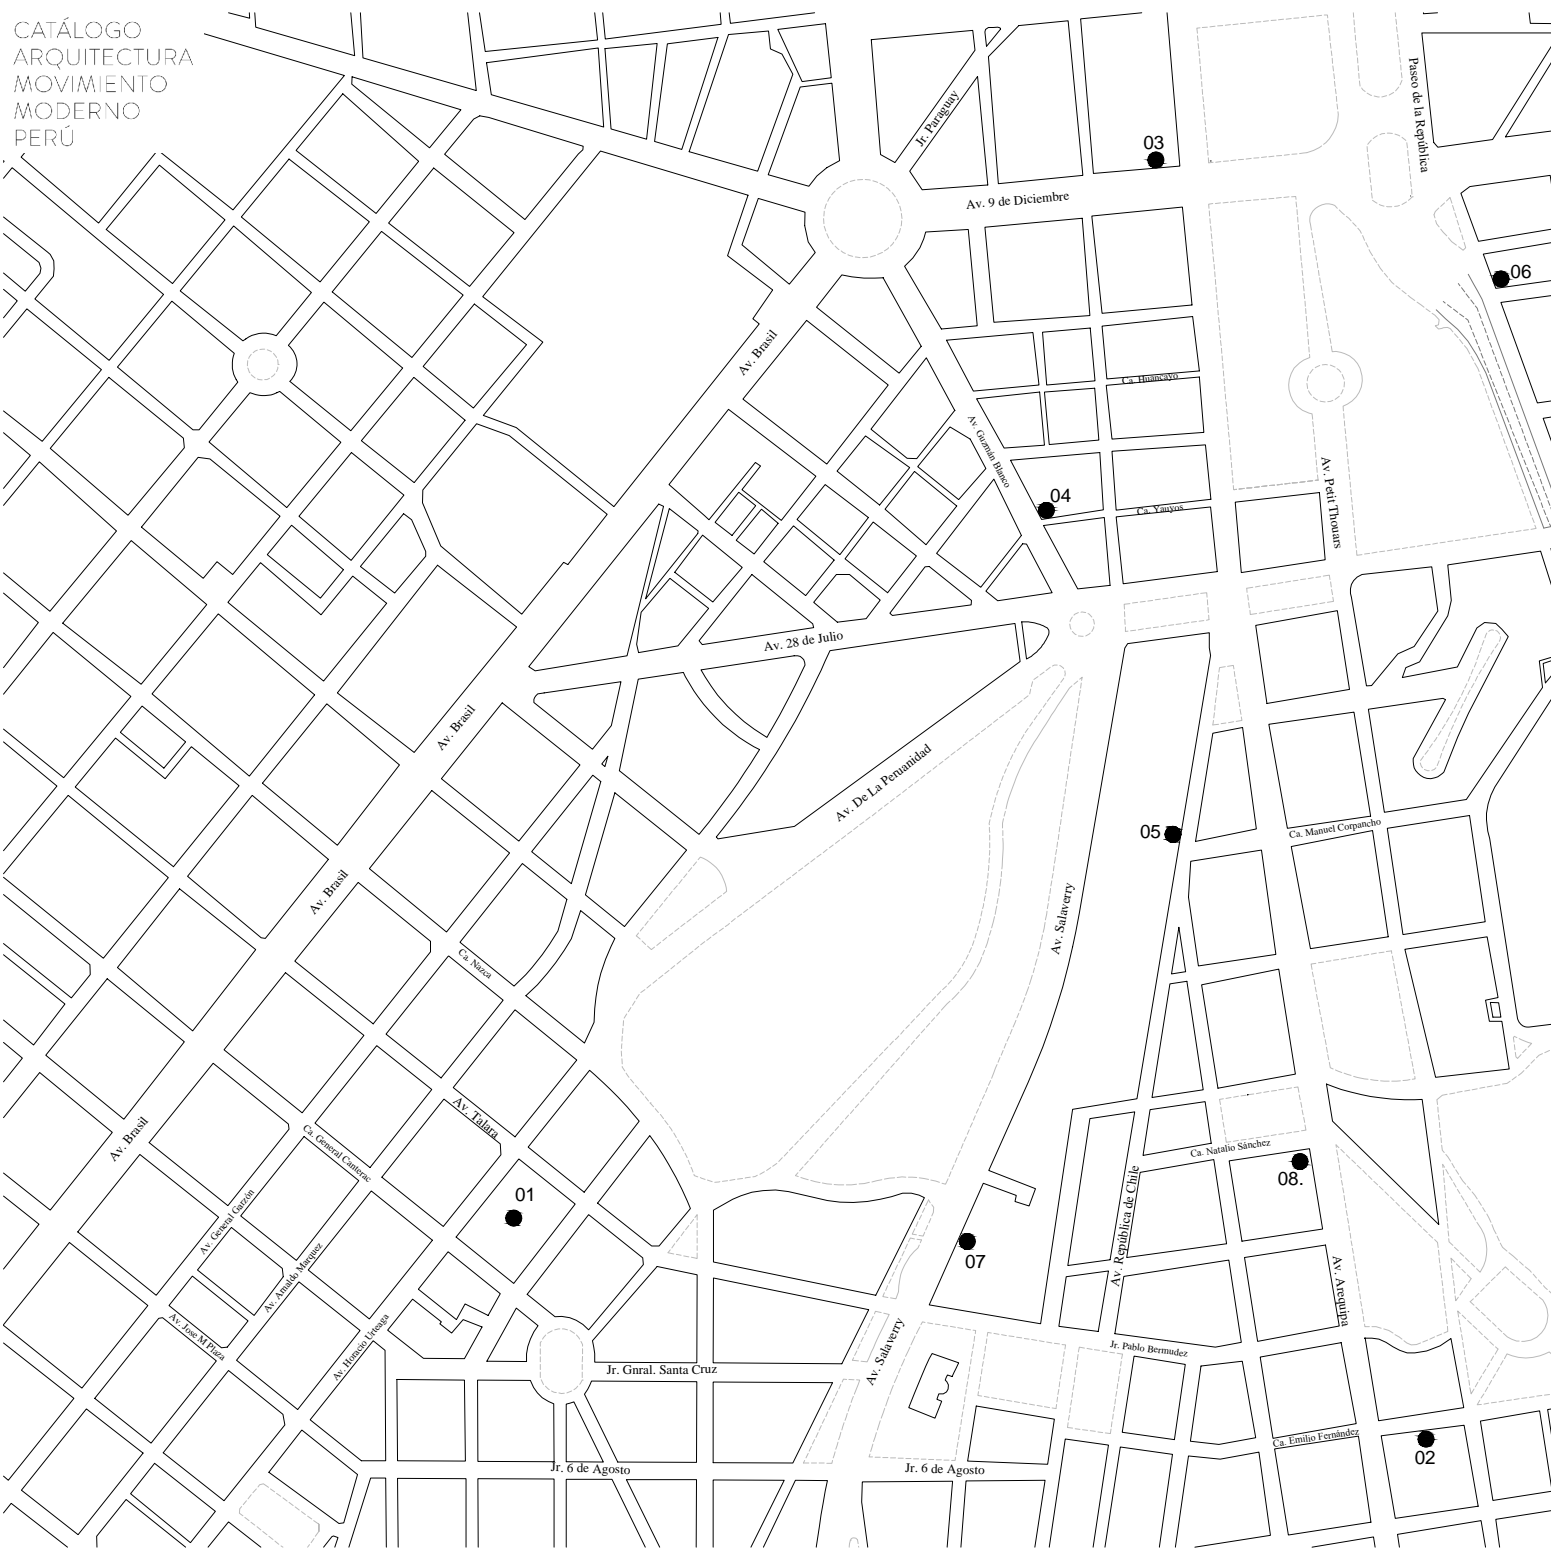 CATÁLOGO
ARQUITECTURA
MOVIMIENTO
MODERNO
PERÚ
Paseo de la República
Jr. Paraguay
03
Av. 9 de Diciembre
06
Av. Brasil
Ca. Huancayo
Av. Guzmán Blanco
Av. Petit Thouars
04
Ca. Yauyos
Av. 28 de Julio
Av. Brasil
Av. De La Peruanidad
05
Ca. Manuel Corpancho
Av. Brasil
Av. Salaverry
Ca. Nazca
Av. Talara
Av. Brasil
Ca. General Canterac
Ca. Natalio Sánchez
08.
01
Av. General Garzón
Av. República de Chile
07
Av. Arnaldo Marquez
Av. Arequipa
Av. Jose M Plaza
Av. Horacio Urteaga
Av. Salaverry
Jr. Pablo Bermudez
Jr. Gnral. Santa Cruz
Ca. Emilio Fernández
02
Jr. 6 de Agosto
Jr. 6 de Agosto